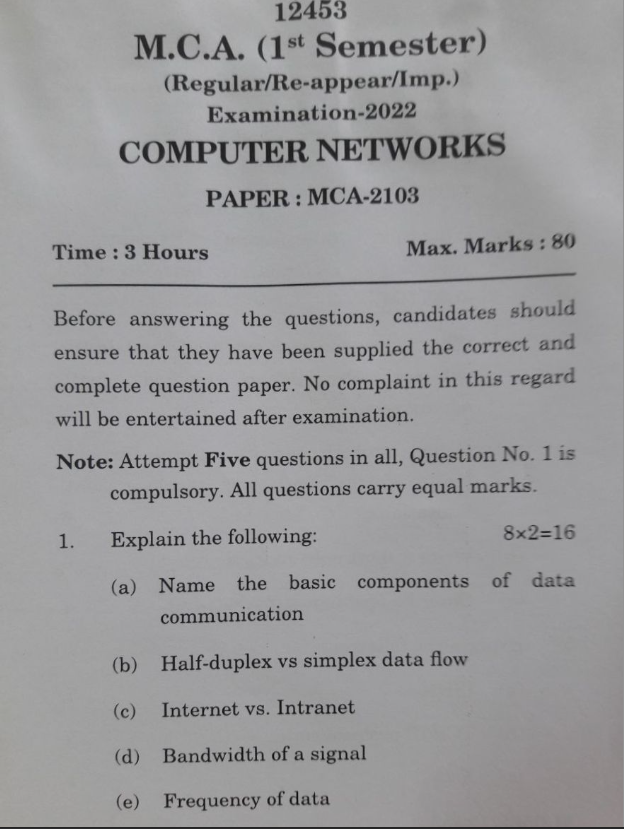 12453
M.C.A. (1st Semester)
(Regular/Re-appear/Imp.)
Examination-2022
COMPUTER NETWORKS
PAPER : MCA-2103
Time : 3 Hours Max. Marks : 80
Before answering the questions, candidates should
ensure that they have been supplied the correct and
complete question paper. No complaint in this regard
will be entertained after examination.
Note: Attempt Five questions in all, Question No. 1 is
compulsory. All questions carry equal marks.
1. Explain the following: 8×2=16
(a) Name the basic components of data
communication
(b) Half-duplex vs simplex data flow
(c) Internet vs. Intranet
(d) Bandwidth of a signal
(e) Frequency of data